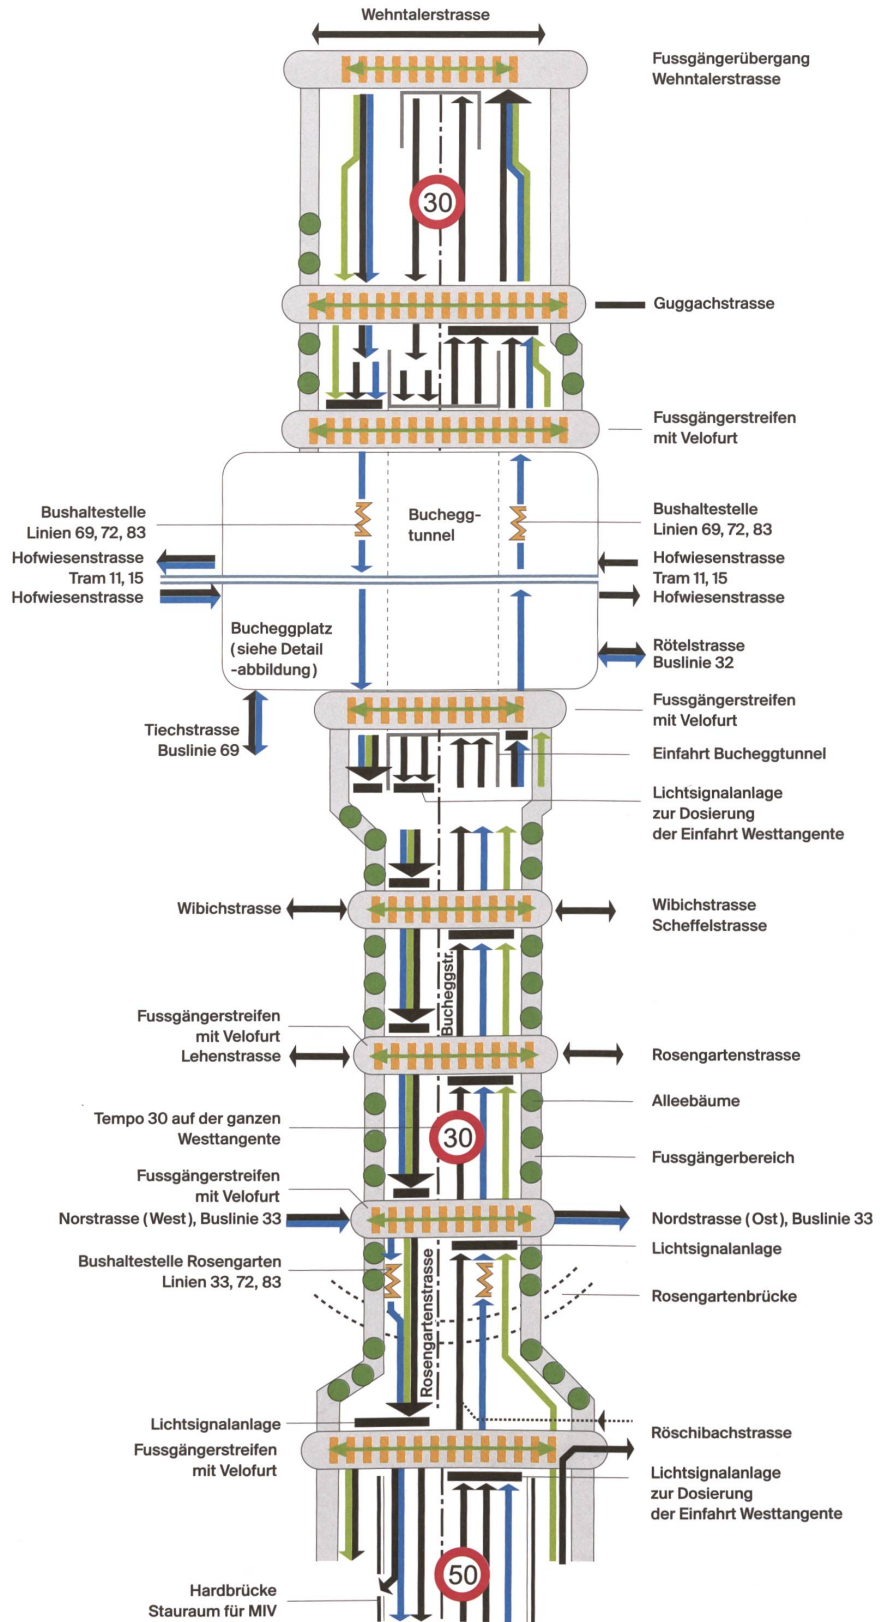 Wehntalerstrasse
Fussgängerübergang
Wehntalerstrasse
30
Guggachstrasse
Fussgängerstreifen
mit Velofurt
Bushaltestelle
Linien 69, 72, 83
Buchegg-
tunnel
Bushaltestelle
Linien 69, 72, 83
Hofwiesenstrasse
Tram 11, 15
Hofwiesenstrasse
Hofwiesenstrasse
Tram 11, 15
Hofwiesenstrasse
Bucheggplatz
(siehe Detail
-abbildung)
Rötelstrasse
Buslinie 32
Fussgängerstreifen
mit Velofurt
Tiechstrasse
Buslinie 69
Einfahrt Bucheggtunnel
Lichtsignalanlage
zur Dosierung
der Einfahrt Westtangente
Wibichstrasse
Wibichstrasse
Scheffelstrasse
Bucheggstr.
Fussgängerstreifen
mit Velofurt
Lehenstrasse
Rosengartenstrasse
Alleebäume
Tempo 30 auf der ganzen
Westtangente
30
Fussgängerbereich
Fussgängerstreifen
mit Velofurt
Norstrasse (West), Buslinie 33
Nordstrasse (Ost), Buslinie 33
Lichtsignalanlage
Bushaltestelle Rosengarten
Linien 33, 72, 83
Rosengartenbrücke
Rosengartenstrasse
Lichtsignalanlage
Fussgängerstreifen
mit Velofurt
Röschibachstrasse
Lichtsignalanlage
zur Dosierung
der Einfahrt Westtangente
50
Hardbrücke
Stauraum für MIV